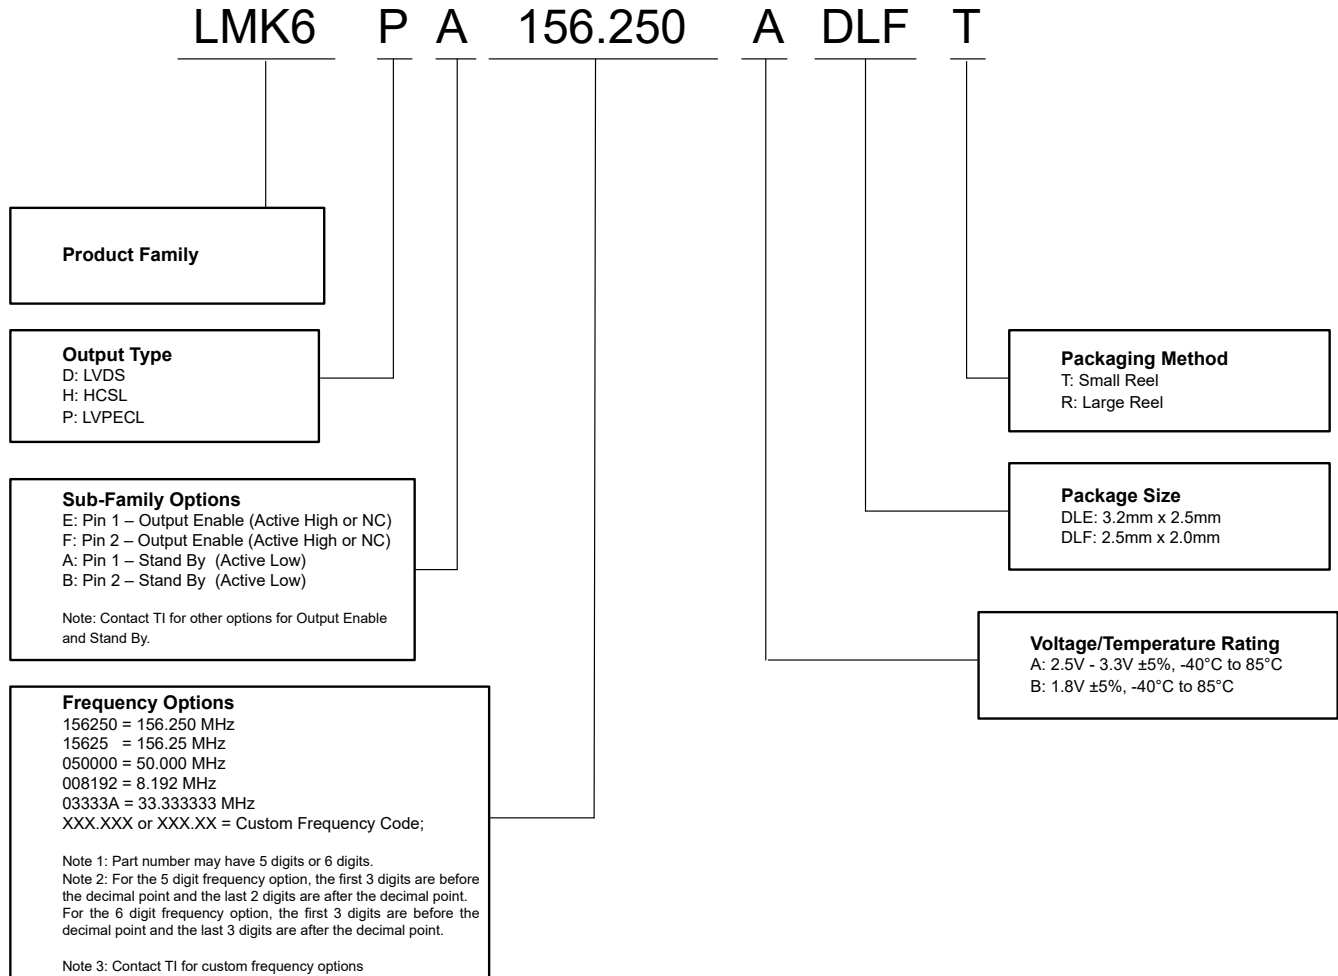 LMK6 P A 156.250 A DLF T
Product Family
Output Type
D: LVDS
H: HCSL
P: LVPECL
Sub-Family Options
E: Pin 1 – Output Enable (Active High or NC)
F: Pin 2 – Output Enable (Active High or NC)
A: Pin 1 – Stand By (Active Low)
B: Pin 2 – Stand By (Active Low)
Note: Contact TI for other options for Output Enable
and Stand By.
Frequency Options
156250 = 156.250 MHz
15625 = 156.25 MHz
050000 = 50.000 MHz
008192 = 8.192 MHz
03333A = 33.333333 MHz
XXX.XXX or XXX.XX = Custom Frequency Code;
Note 1: Part number may have 5 digits or 6 digits.
Note 2: For the 5 digit frequency option, the first 3 digits are before
the decimal point and the last 2 digits are after the decimal point.
For the 6 digit frequency option, the first 3 digits are before the
decimal point and the last 3 digits are after the decimal point.
Note 3: Contact TI for custom frequency options
Packaging Method
T: Small Reel
R: Large Reel
Package Size
DLE: 3.2mm x 2.5mm
DLF: 2.5mm x 2.0mm
Voltage/Temperature Rating
A: 2.5V - 3.3V ±5%, -40°C to 85°C
B: 1.8V ±5%, -40°C to 85°C